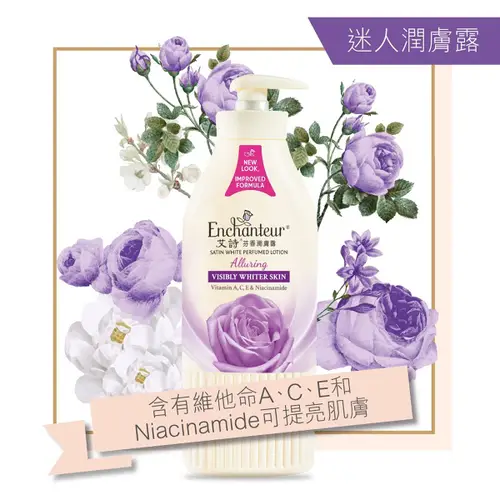 迷人潤膚露
NEW
LOOK,
IMPROVED
FORMULA
Enchanteur®
艾詩®芬香潤膚露
SATIN WHITE PERFUMED LOTION
Alluring
VISIBLY WHITER SKIN
Vitamin A, C, E & Niacinamide
含有維他命A、C、E和
Niacinamide可提亮肌膚